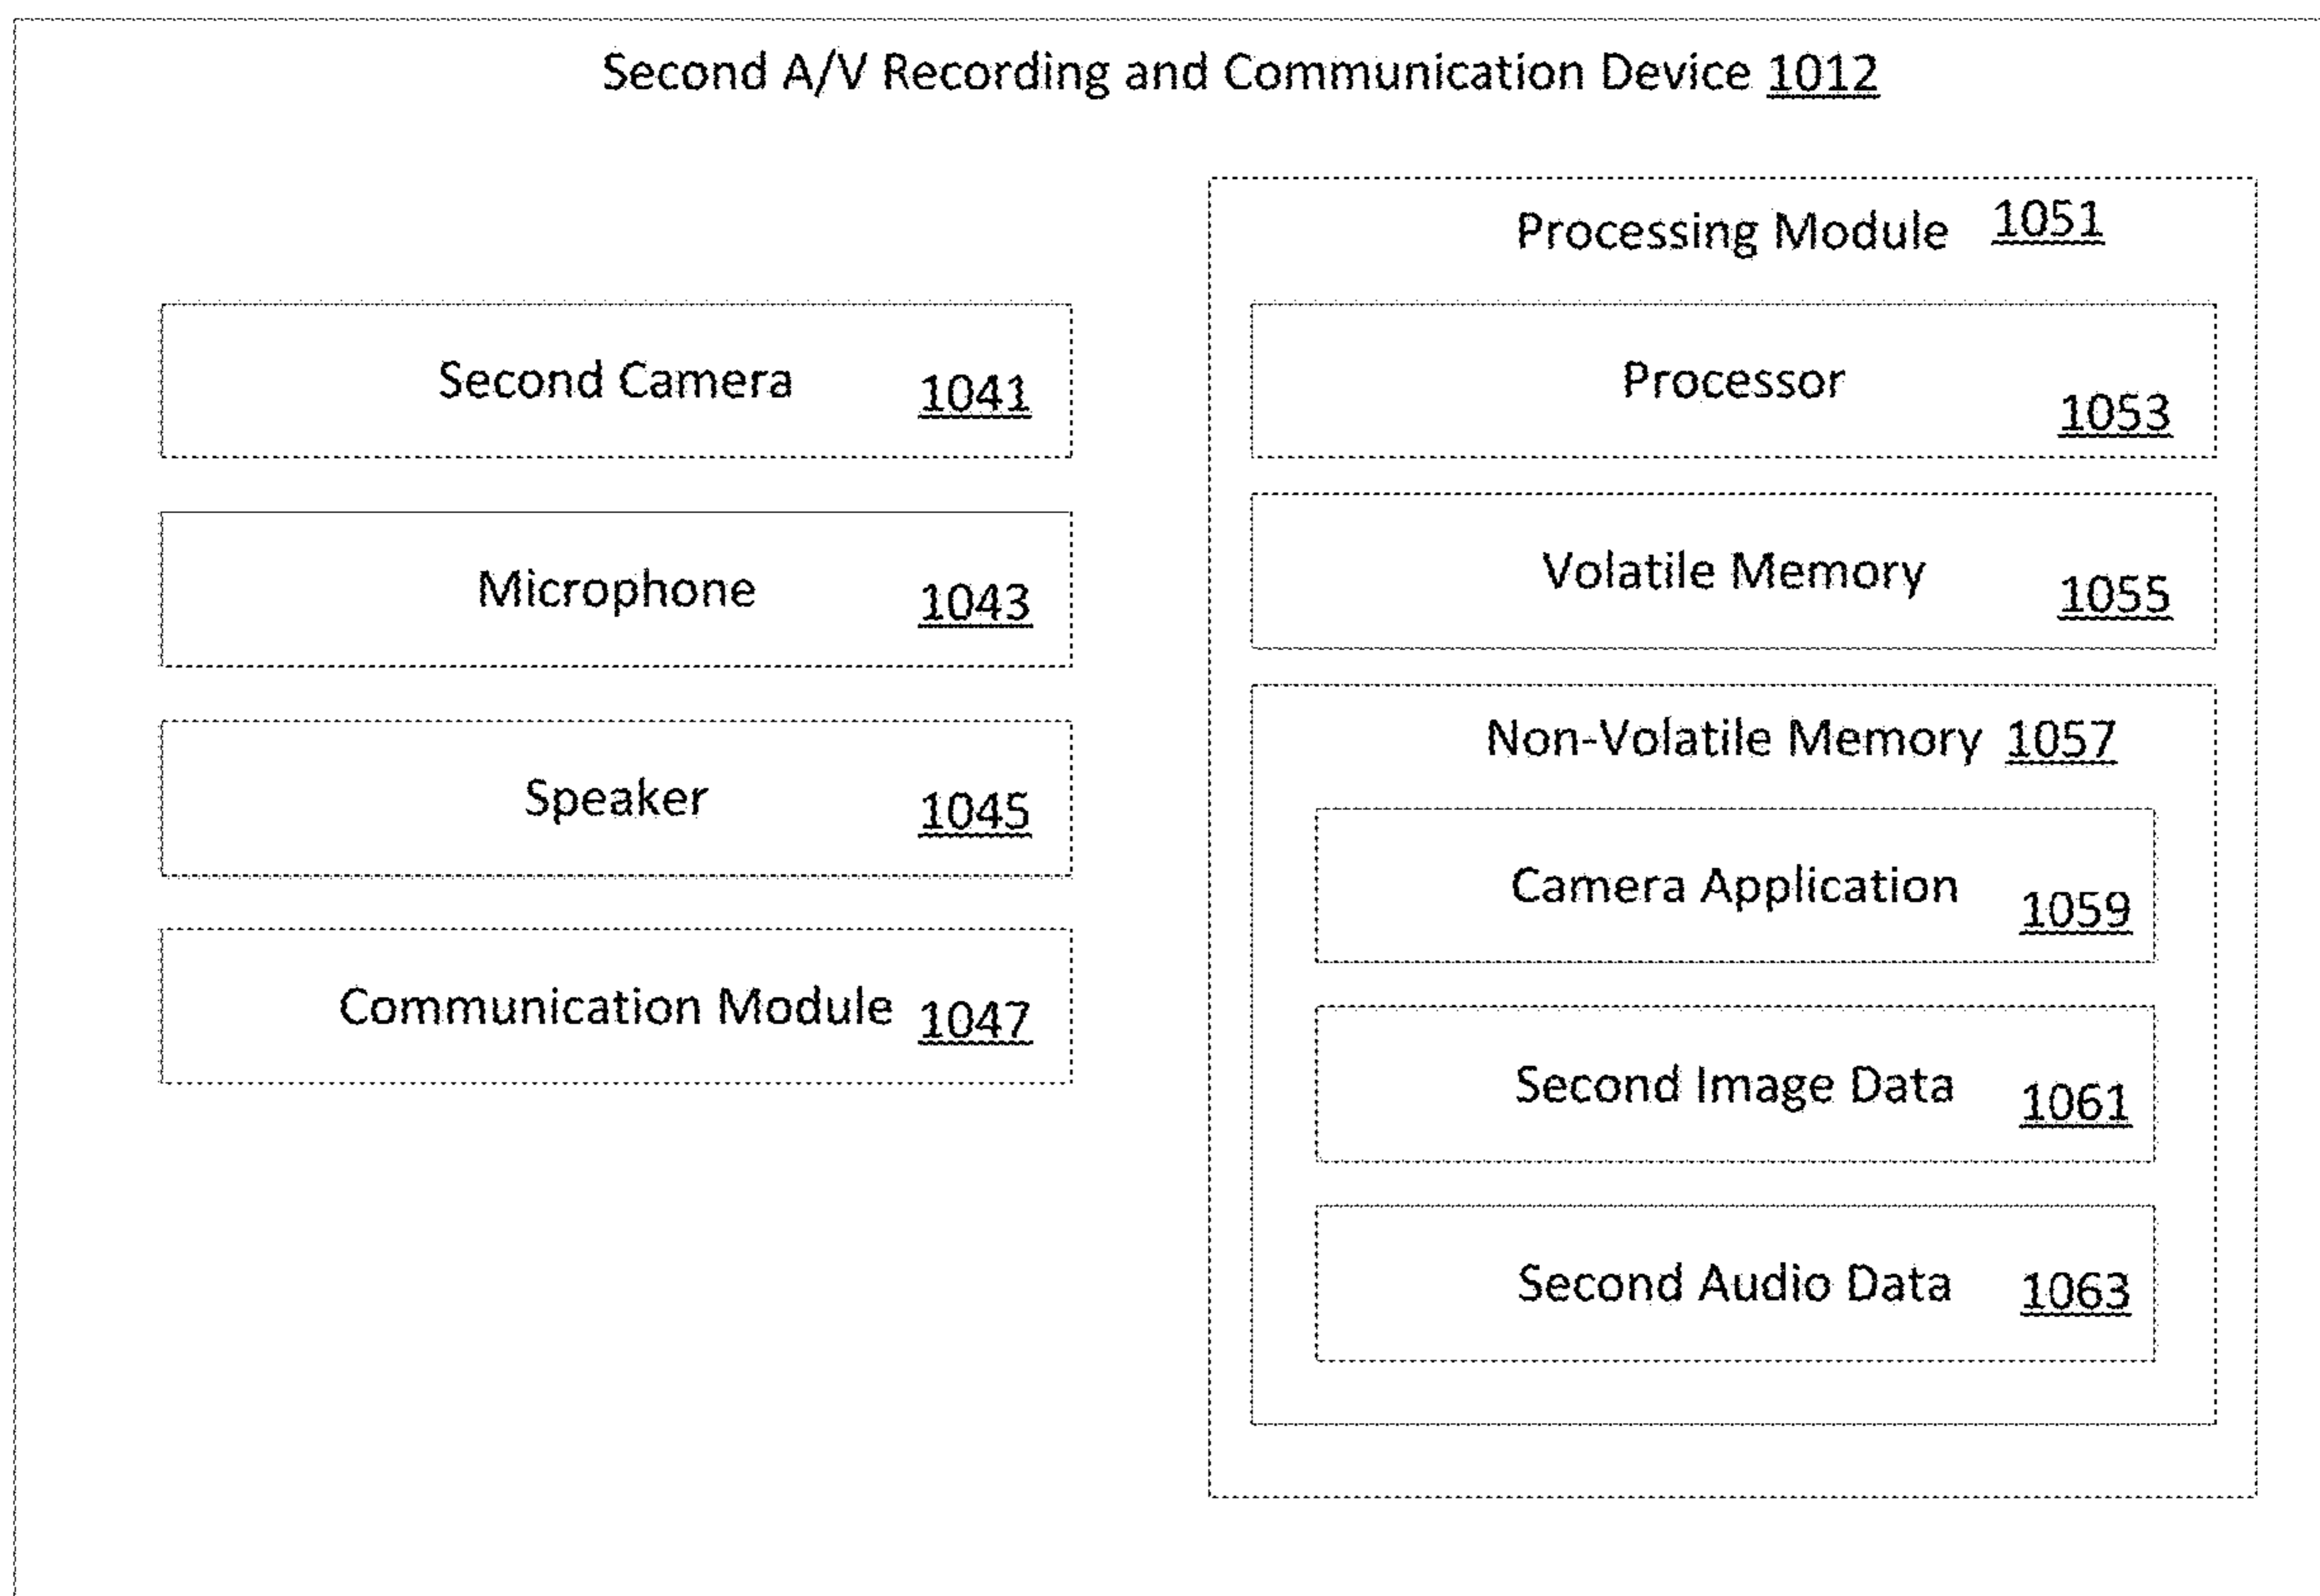 Second A/V Recording and Communication Device 1012
Second Camera 1041
Microphone 1043
Speaker 1045
Communication Module 1047
Processing Module 1051
Processor 1053
Volatile Memory 1055
Non-Volatile Memory 1057
Camera Application 1059
Second Image Data 1061
Second Audio Data 1063